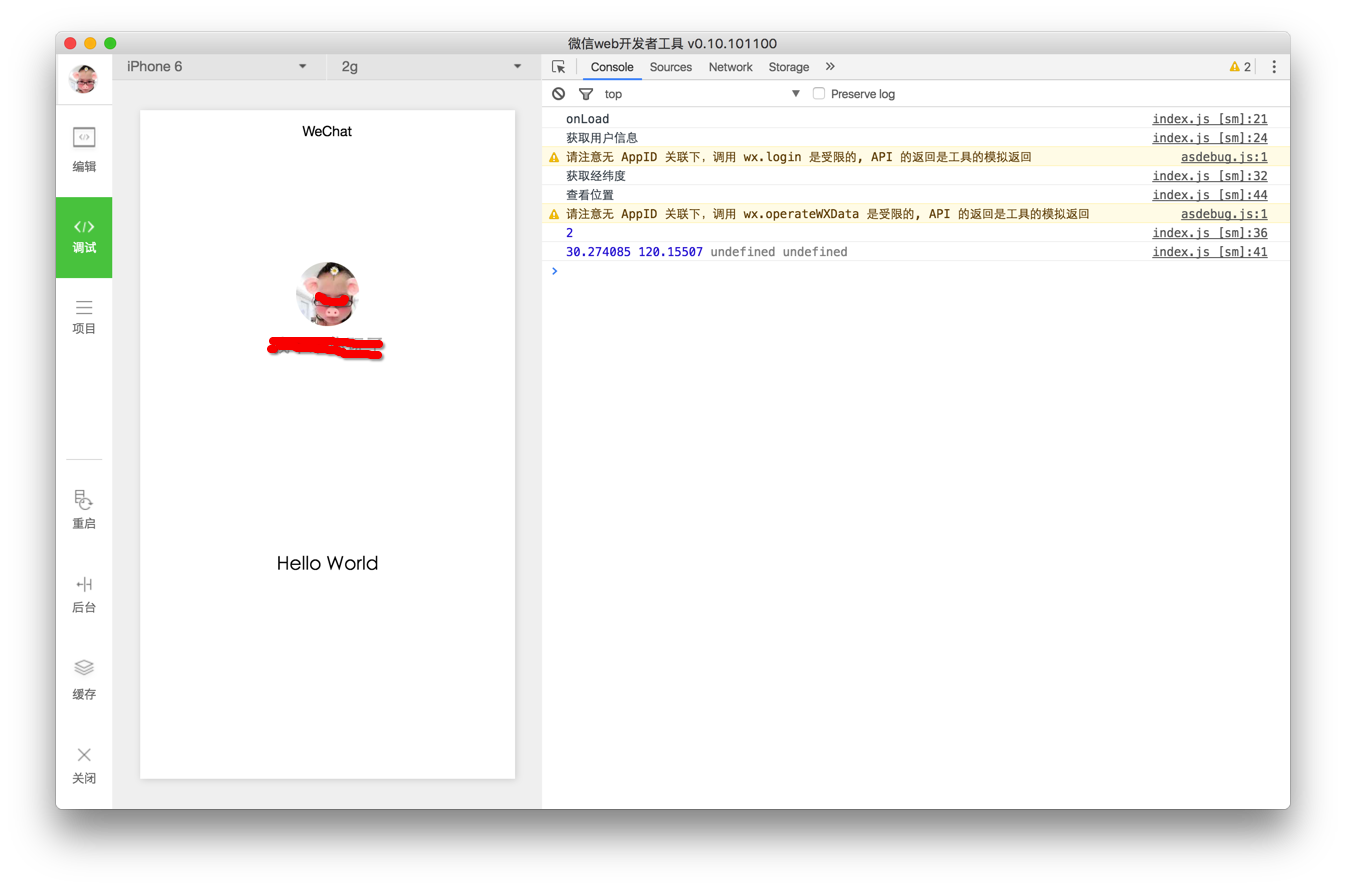 微信web开发者工具 v0.10.101100
iPhone 6
2g
Console
Sources
Network
Storage
2
编辑
调试
项目
重启
后台
缓存
关闭
WeChat
Hello World
top
Preserve log
onLoad index.js [sm]:21
获取用户信息 index.js [sm]:24
请注意无 AppID 关联下，调用 wx.login 是受限的, API 的返回是工具的模拟返回 asdebug.js:1
获取经纬度 index.js [sm]:32
查看位置 index.js [sm]:44
请注意无 AppID 关联下，调用 wx.operateWXData 是受限的, API 的返回是工具的模拟返回 asdebug.js:1
2 index.js [sm]:36
30.274085 120.15507 undefined undefined index.js [sm]:41